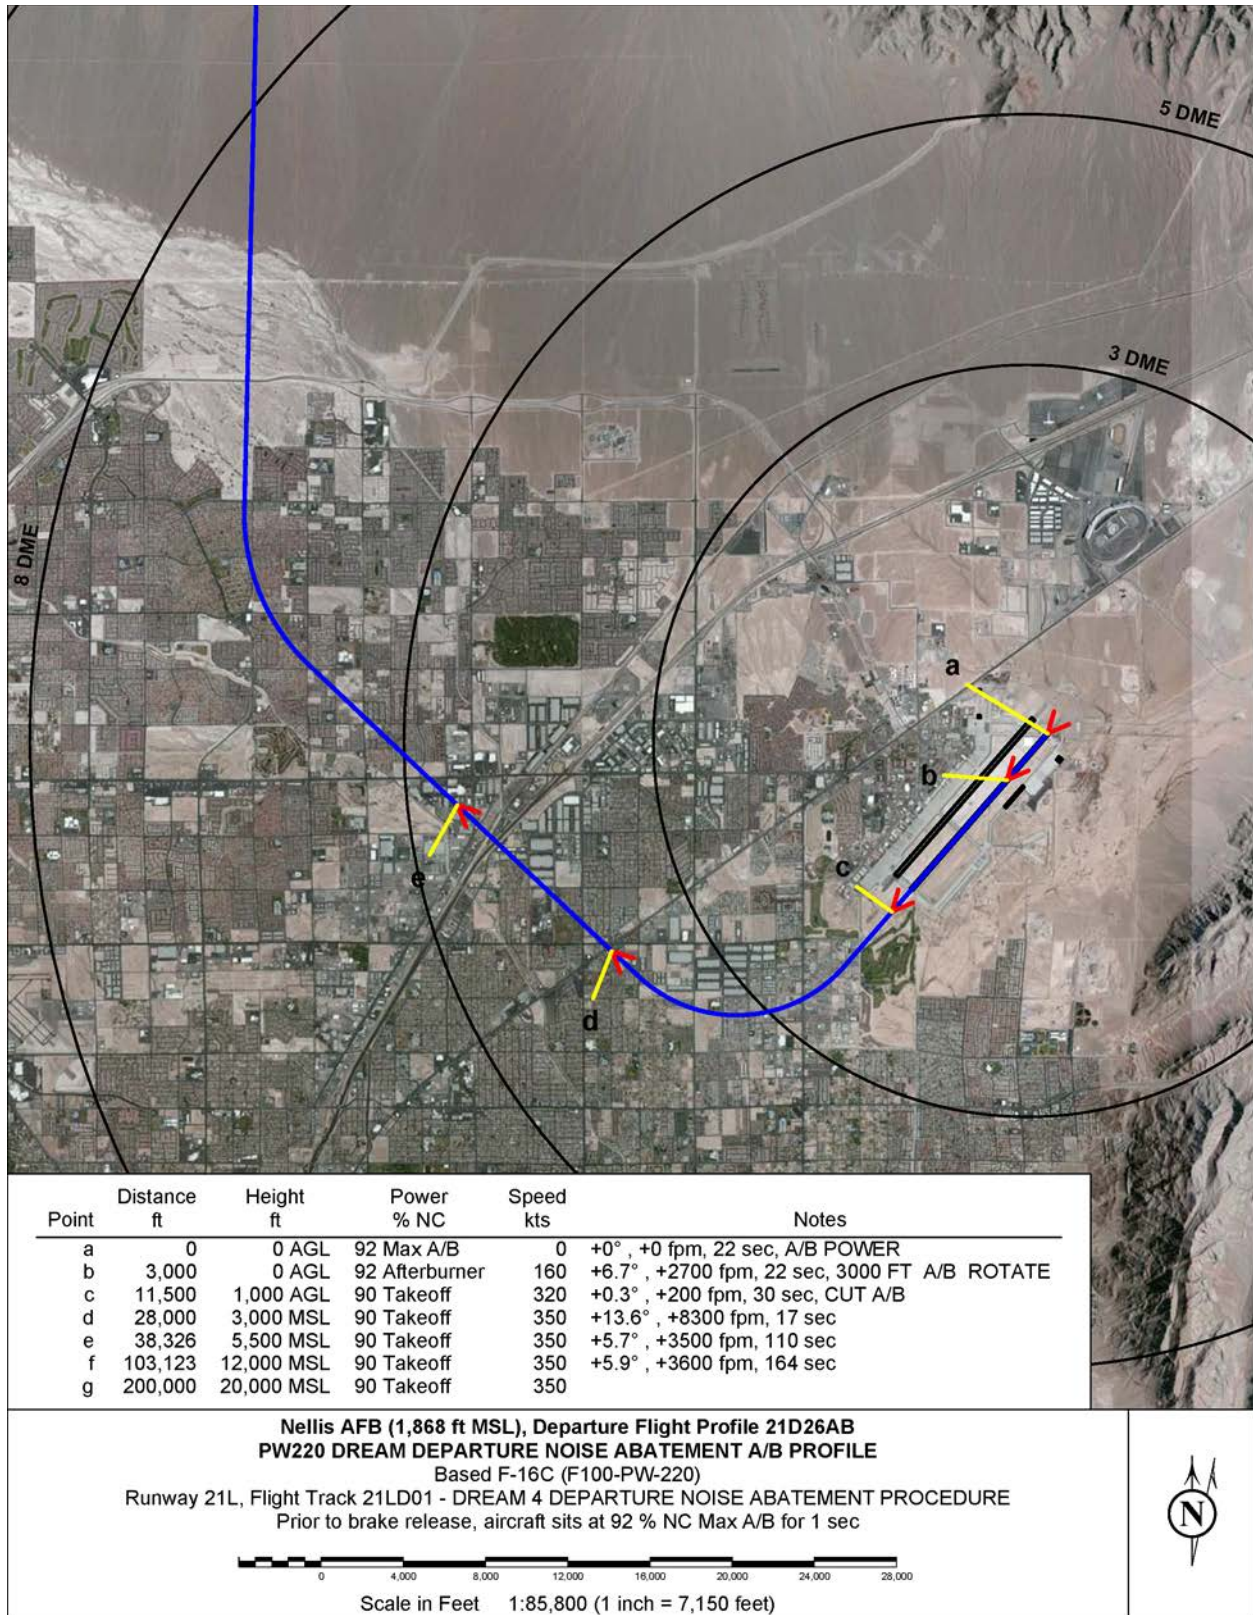 5 DME
3 DME
8 DME
a
b
c
e
d
Distance Height Power Speed
Point ft ft % NC kts Notes
a 0 0 AGL 92 Max A/B 0 +0° , +0 fpm, 22 sec, A/B POWER
b 3,000 0 AGL 92 Afterburner 160 +6.7° , +2700 fpm, 22 sec, 3000 FT A/B ROTATE
c 11,500 1,000 AGL 90 Takeoff 320 +0.3° , +200 fpm, 30 sec, CUT A/B
d 28,000 3,000 MSL 90 Takeoff 350 +13.6° , +8300 fpm, 17 sec
e 38,326 5,500 MSL 90 Takeoff 350 +5.7° , +3500 fpm, 110 sec
f 103,123 12,000 MSL 90 Takeoff 350 +5.9° , +3600 fpm, 164 sec
g 200,000 20,000 MSL 90 Takeoff 350
Nellis AFB (1,868 ft MSL), Departure Flight Profile 21D26AB
PW220 DREAM DEPARTURE NOISE ABATEMENT A/B PROFILE
Based F-16C (F100-PW-220)
Runway 21L, Flight Track 21LD01 - DREAM 4 DEPARTURE NOISE ABATEMENT PROCEDURE
Prior to brake release, aircraft sits at 92 % NC Max A/B for 1 sec
N
0 4,000 8,000 12,000 16,000 20,000 24,000 28,000
Scale in Feet 1:85,800 (1 inch = 7,150 feet)